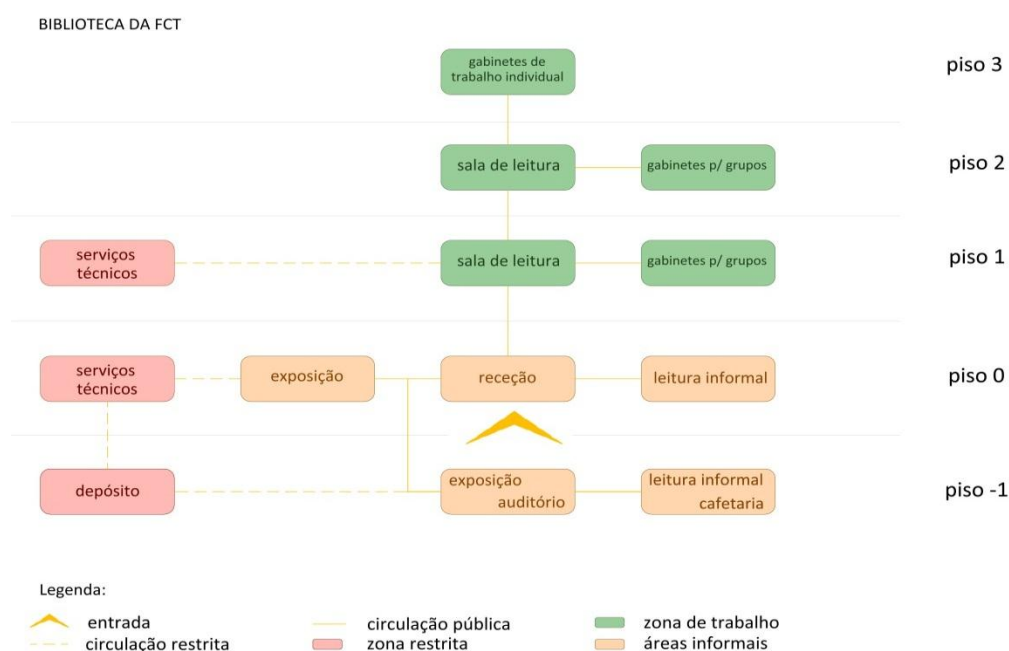 BIBLIOTECA DA FCT
gabinetes de
trabalho individual
piso 3
sala de leitura
gabinetes p/ grupos
piso 2
serviços
técnicos
sala de leitura
gabinetes p/ grupos
piso 1
serviços
técnicos
exposição
receção
leitura informal
piso 0
depósito
exposição
auditório
leitura informal
cafetaria
piso -1
Legenda:
entrada
circulação pública
zona de trabalho
circulação restrita
zona restrita
áreas informais